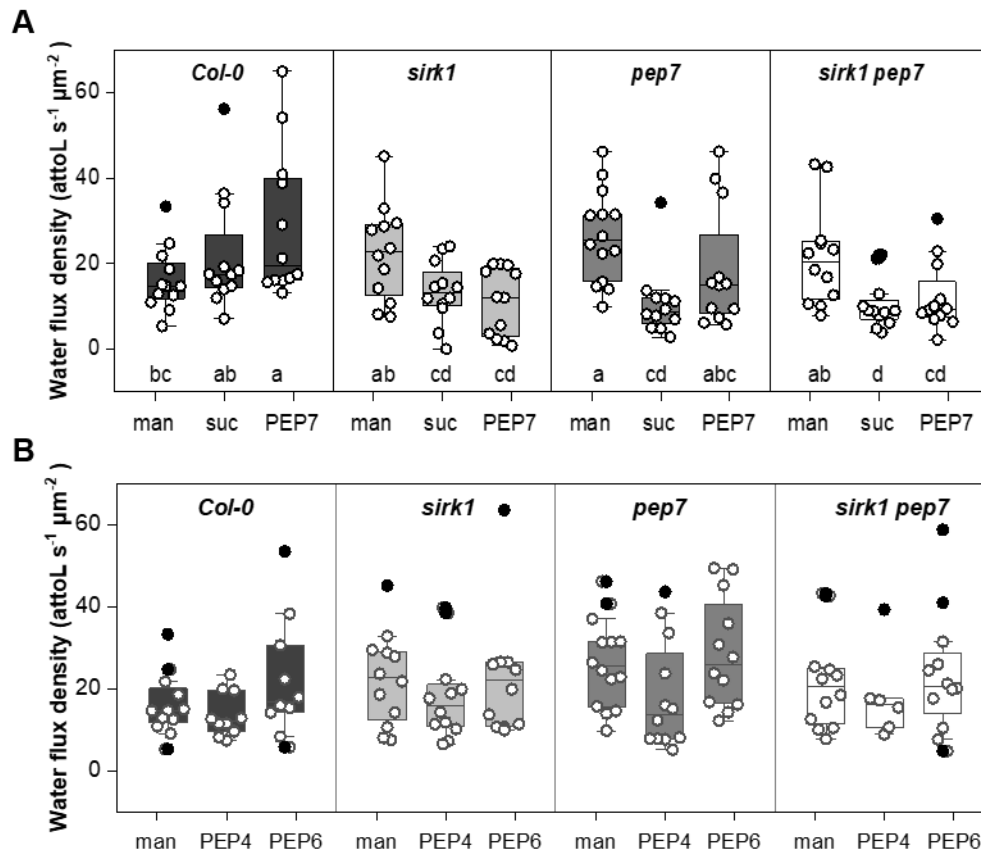 A
Water flux density (attoL s⁻¹ µm⁻²)
Col-0 sirk1 pep7 sirk1 pep7
60
40
20
0
bc ab a ab cd cd a cd abc ab d cd
man suc PEP7 man suc PEP7 man suc PEP7 man suc PEP7
B
Water flux density (attoL s⁻¹ µm⁻²)
Col-0 sirk1 pep7 sirk1 pep7
60
40
20
0
man PEP4 PEP6 man PEP4 PEP6 man PEP4 PEP6 man PEP4 PEP6